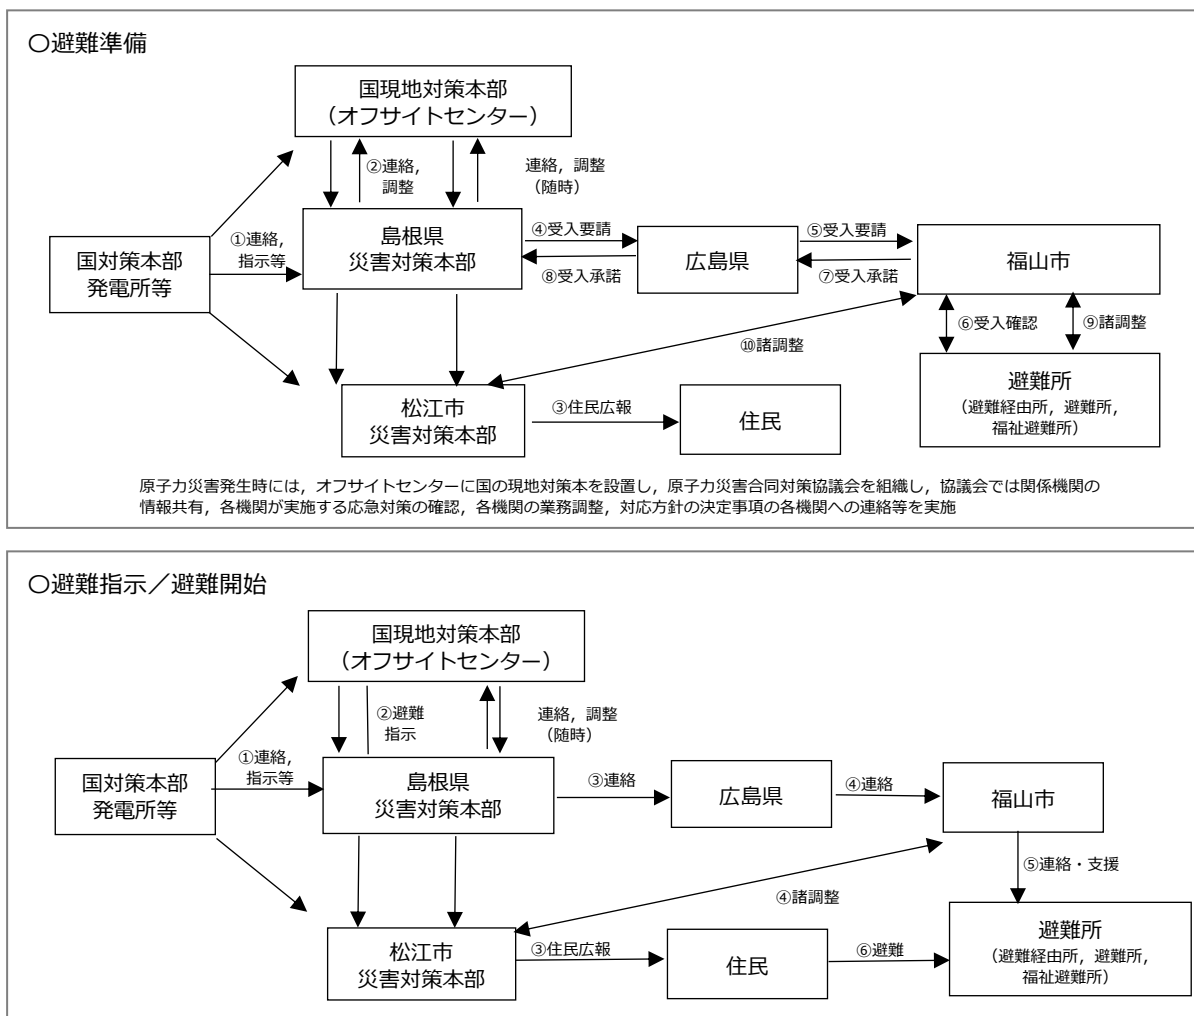 〇避難準備
国現地対策本部
（オフサイトセンター）
②連絡，
調整
連絡，調整
（随時）
①連絡，
指示等
国対策本部
発電所等
島根県
災害対策本部
④受入要請
⑧受入承諾
広島県
⑤受入要請
⑦受入承諾
福山市
⑥受入確認
⑨諸調整
⑩諸調整
松江市
災害対策本部
③住民広報
住民
避難所
（避難経由所，避難所，
福祉避難所）
原子力災害発生時には，オフサイトセンターに国の現地対策本を設置し，原子力災害合同対策協議会を組織し，協議会では関係機関の
情報共有，各機関が実施する応急対策の確認，各機関の業務調整，対応方針の決定事項の各機関への連絡等を実施
〇避難指示／避難開始
国現地対策本部
（オフサイトセンター）
②避難
指示
連絡，調整
（随時）
①連絡，
指示等
国対策本部
発電所等
島根県
災害対策本部
③連絡
広島県
④連絡
福山市
⑤連絡・支援
④諸調整
松江市
災害対策本部
③住民広報
住民
⑥避難
避難所
（避難経由所，避難所，
福祉避難所）